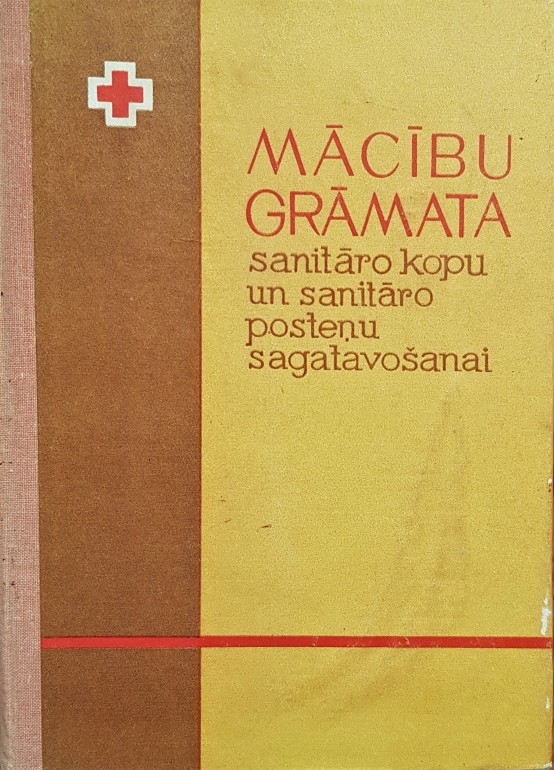 MĀCĪBU
GRĀMATA
sanitāro kopu
un sanitāro
posteņu
sagatavošanai